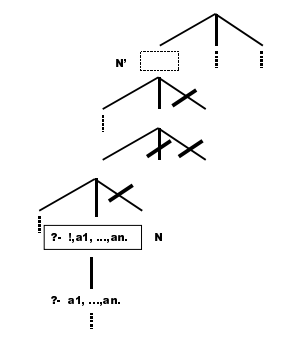 N'
?- !,a1, ...,an. N
?- a1, ...,an.